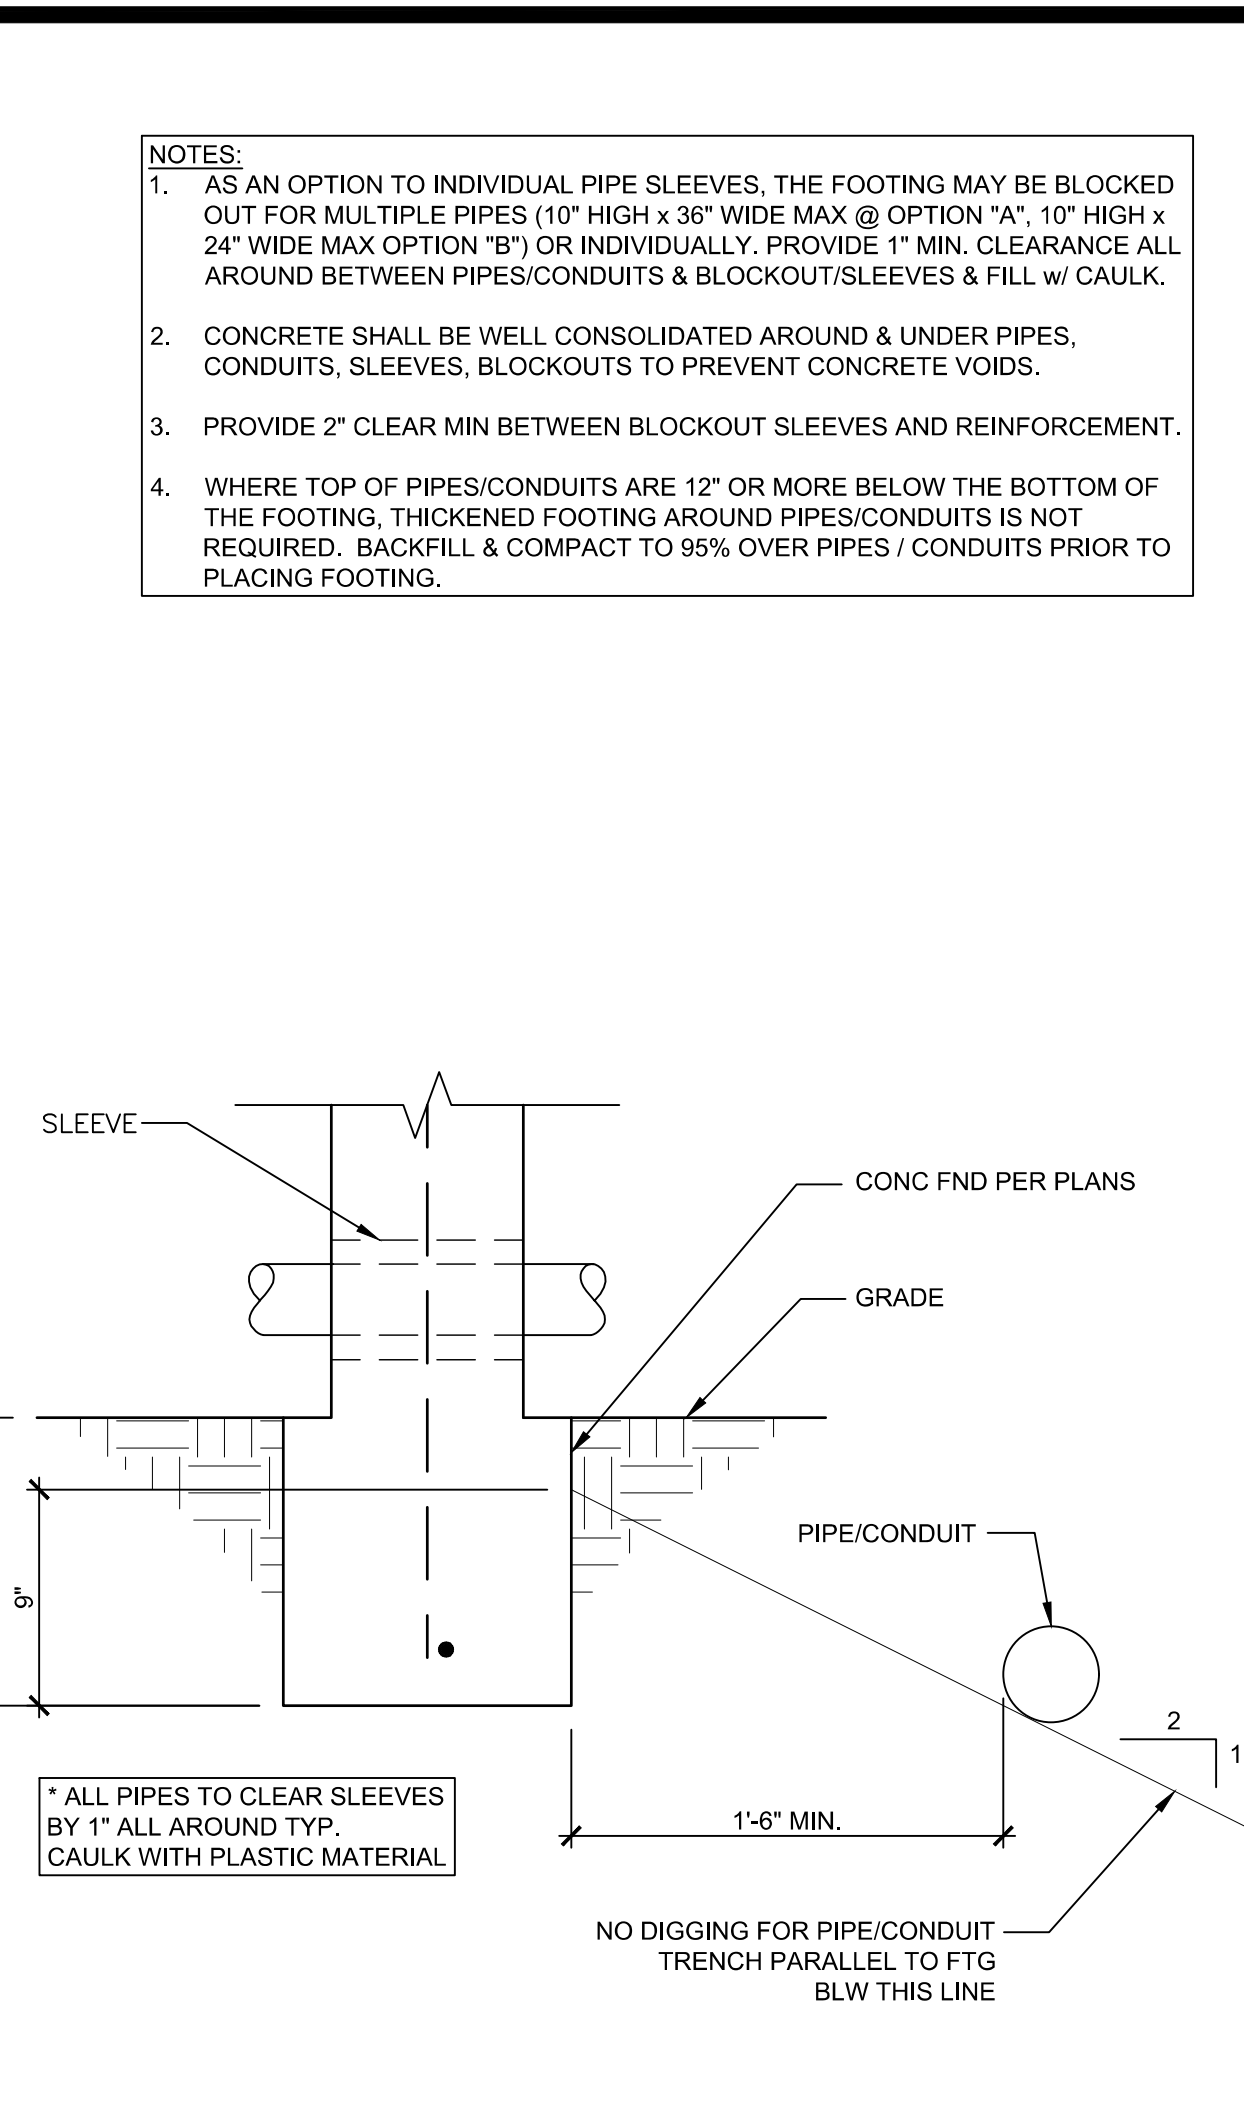 NOTES:
1. AS AN OPTION TO INDIVIDUAL PIPE SLEEVES, THE FOOTING MAY BE BLOCKED
OUT FOR MULTIPLE PIPES (10" HIGH x 36" WIDE MAX @ OPTION "A", 10" HIGH x
24" WIDE MAX OPTION "B") OR INDIVIDUALLY. PROVIDE 1" MIN. CLEARANCE ALL
AROUND BETWEEN PIPES/CONDUITS & BLOCKOUT/SLEEVES & FILL w/ CAULK.
2. CONCRETE SHALL BE WELL CONSOLIDATED AROUND & UNDER PIPES,
CONDUITS, SLEEVES, BLOCKOUTS TO PREVENT CONCRETE VOIDS.
3. PROVIDE 2" CLEAR MIN BETWEEN BLOCKOUT SLEEVES AND REINFORCEMENT.
4. WHERE TOP OF PIPES/CONDUITS ARE 12" OR MORE BELOW THE BOTTOM OF
THE FOOTING, THICKENED FOOTING AROUND PIPES/CONDUITS IS NOT
REQUIRED. BACKFILL & COMPACT TO 95% OVER PIPES / CONDUITS PRIOR TO
PLACING FOOTING.
SLEEVE
CONC FND PER PLANS
GRADE
PIPE/CONDUIT
9"
2
1
* ALL PIPES TO CLEAR SLEEVES
BY 1" ALL AROUND TYP.
CAULK WITH PLASTIC MATERIAL
1'-6" MIN.
NO DIGGING FOR PIPE/CONDUIT
TRENCH PARALLEL TO FTG
BLW THIS LINE